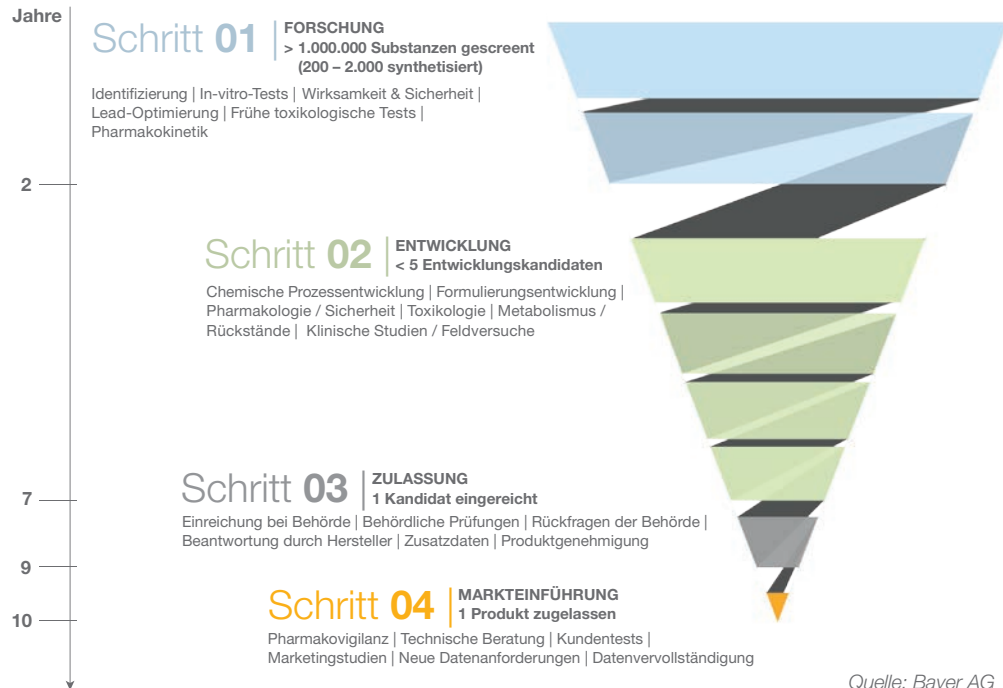 Jahre
Schritt 01
FORSCHUNG
> 1.000.000 Substanzen gescreent
(200 – 2.000 synthetisiert)
Identifizierung | In-vitro-Tests | Wirksamkeit & Sicherheit |
Lead-Optimierung | Frühe toxikologische Tests |
Pharmakokinetik
2
Schritt 02
ENTWICKLUNG
< 5 Entwicklungskandidaten
Chemische Prozessentwicklung | Formulierungsentwicklung |
Pharmakologie / Sicherheit | Toxikologie | Metabolismus /
Rückstände | Klinische Studien / Feldversuche
Schritt 03
ZULASSUNG
1 Kandidat eingereicht
7
Einreichung bei Behörde | Behördliche Prüfungen | Rückfragen der Behörde |
Beantwortung durch Hersteller | Zusatzdaten | Produktgenehmigung
9
Schritt 04
MARKTEINFÜHRUNG
1 Produkt zugelassen
10
Pharmakovigilanz | Technische Beratung | Kundentests |
Marketingstudien | Neue Datenanforderungen | Datenvervollständigung
Quelle: Bayer AG